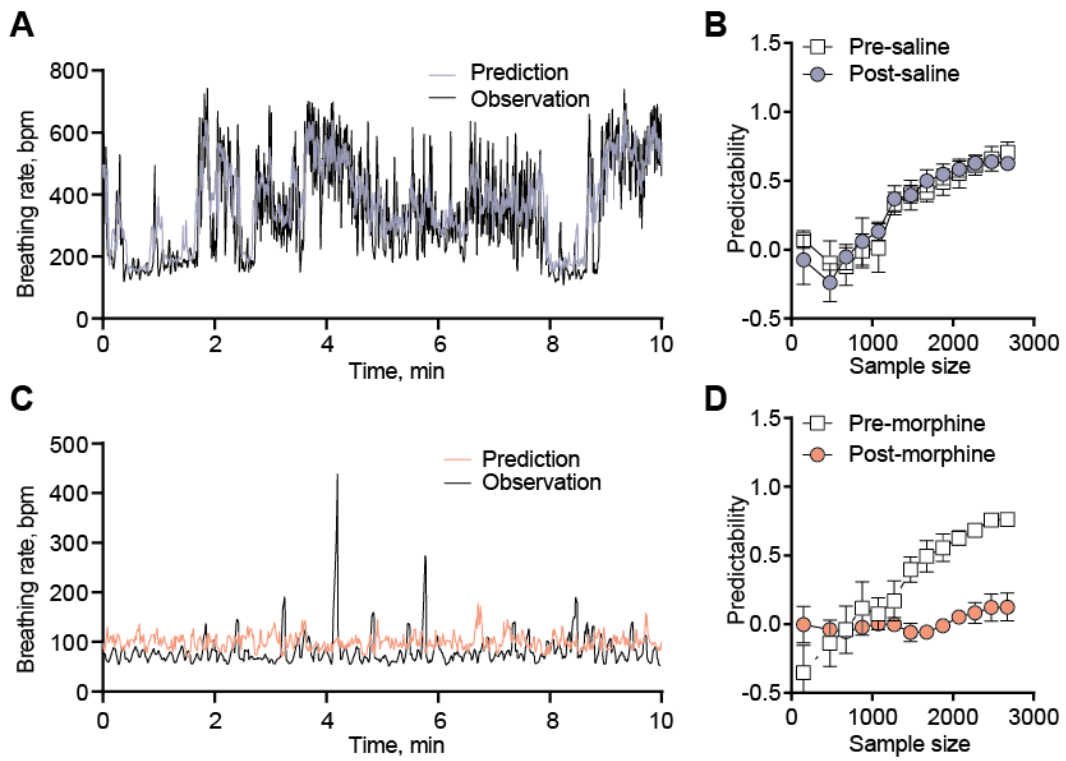 A
Breathing rate, bpm
800
600
400
200
0
Prediction
Observation
0 2 4 6 8 10
Time, min
B
Predictability
1.5
1.0
0.5
0.0
-0.5
Pre-saline
Post-saline
0 1000 2000 3000
Sample size
C
Breathing rate, bpm
500
400
300
200
100
0
Prediction
Observation
0 2 4 6 8 10
Time, min
D
Predictability
1.5
1.0
0.5
0.0
-0.5
Pre-morphine
Post-morphine
0 1000 2000 3000
Sample size